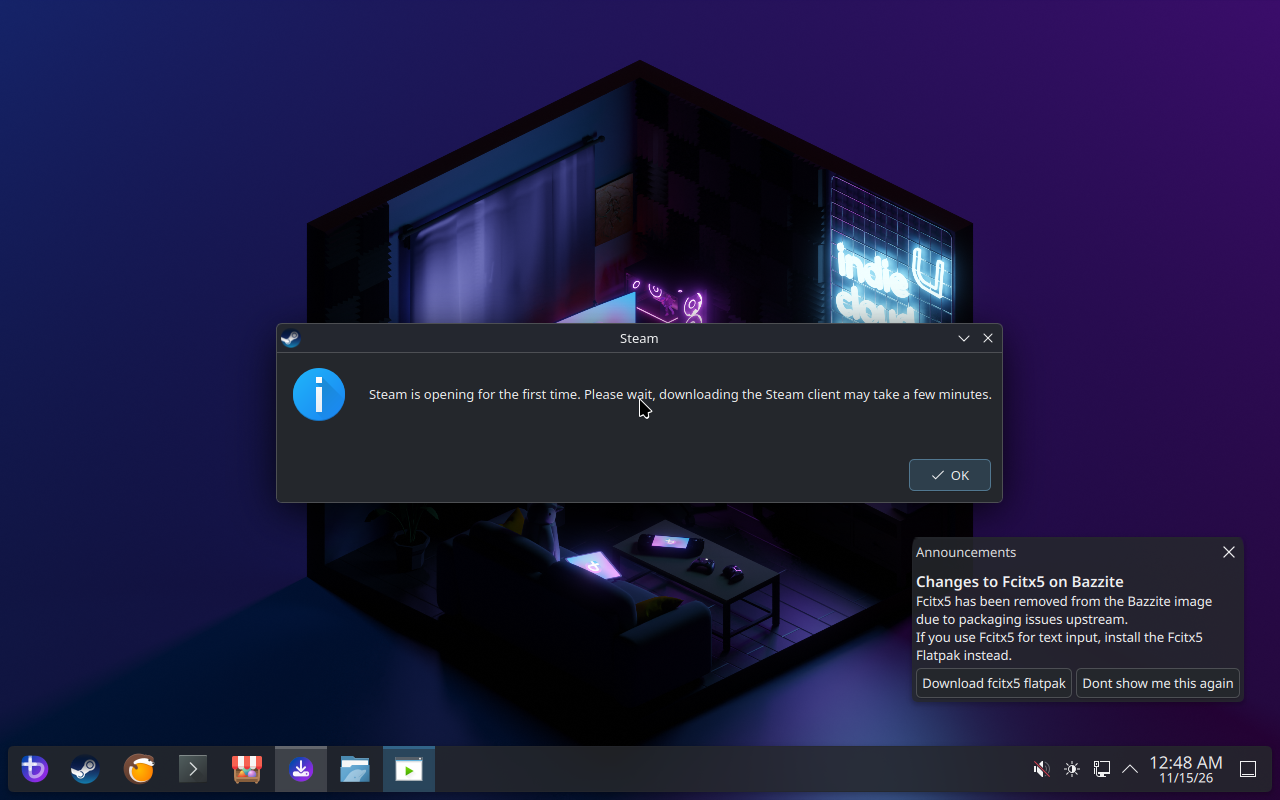 indie
cloud
U
Steam
Steam is opening for the first time. Please wait, downloading the Steam client may take a few minutes.
OK
Announcements
Changes to Fcitx5 on Bazzite
Fcitx5 has been removed from the Bazzite image
due to packaging issues upstream.
If you use Fcitx5 for text input, install the Fcitx5
Flatpak instead.
Download fcitx5 flatpak
Dont show me this again
12:48 AM
11/15/26